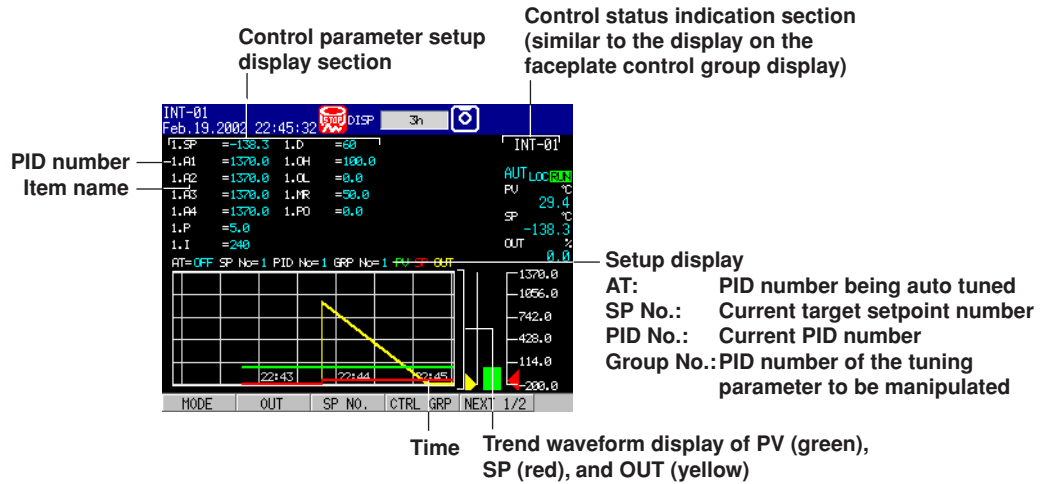 Control status indication section
(similar to the display on the
faceplate control group display)
Control parameter setup
display section
INT-01
Feb.19.2002 22:45:32
STOP
DISP
3h
PID number
Item name
1.SP =-138.3 1.D =60
1.A1 =1370.0 1.OH =100.0
1.A2 =1370.0 1.OL =0.0
1.A3 =1370.0 1.MR =50.0
1.A4 =1370.0 1.PO =0.0
1.P =5.0
1.I =240
INT-01
AUT LOC RUN
PV °C
29.4
SP °C
-138.3
OUT %
0.0
AT=OFF SP No=1 PID No=1 GRP No=1 PV SP OUT
1370.0
1056.0
742.0
428.0
114.0
-200.0
22:43 22:44 22:45
MODE OUT SP NO. CTRL GRP NEXT 1/2
Setup display
AT: PID number being auto tuned
SP No.: Current target setpoint number
PID No.: Current PID number
Group No.: PID number of the tuning
parameter to be manipulated
Time
Trend waveform display of PV (green),
SP (red), and OUT (yellow)